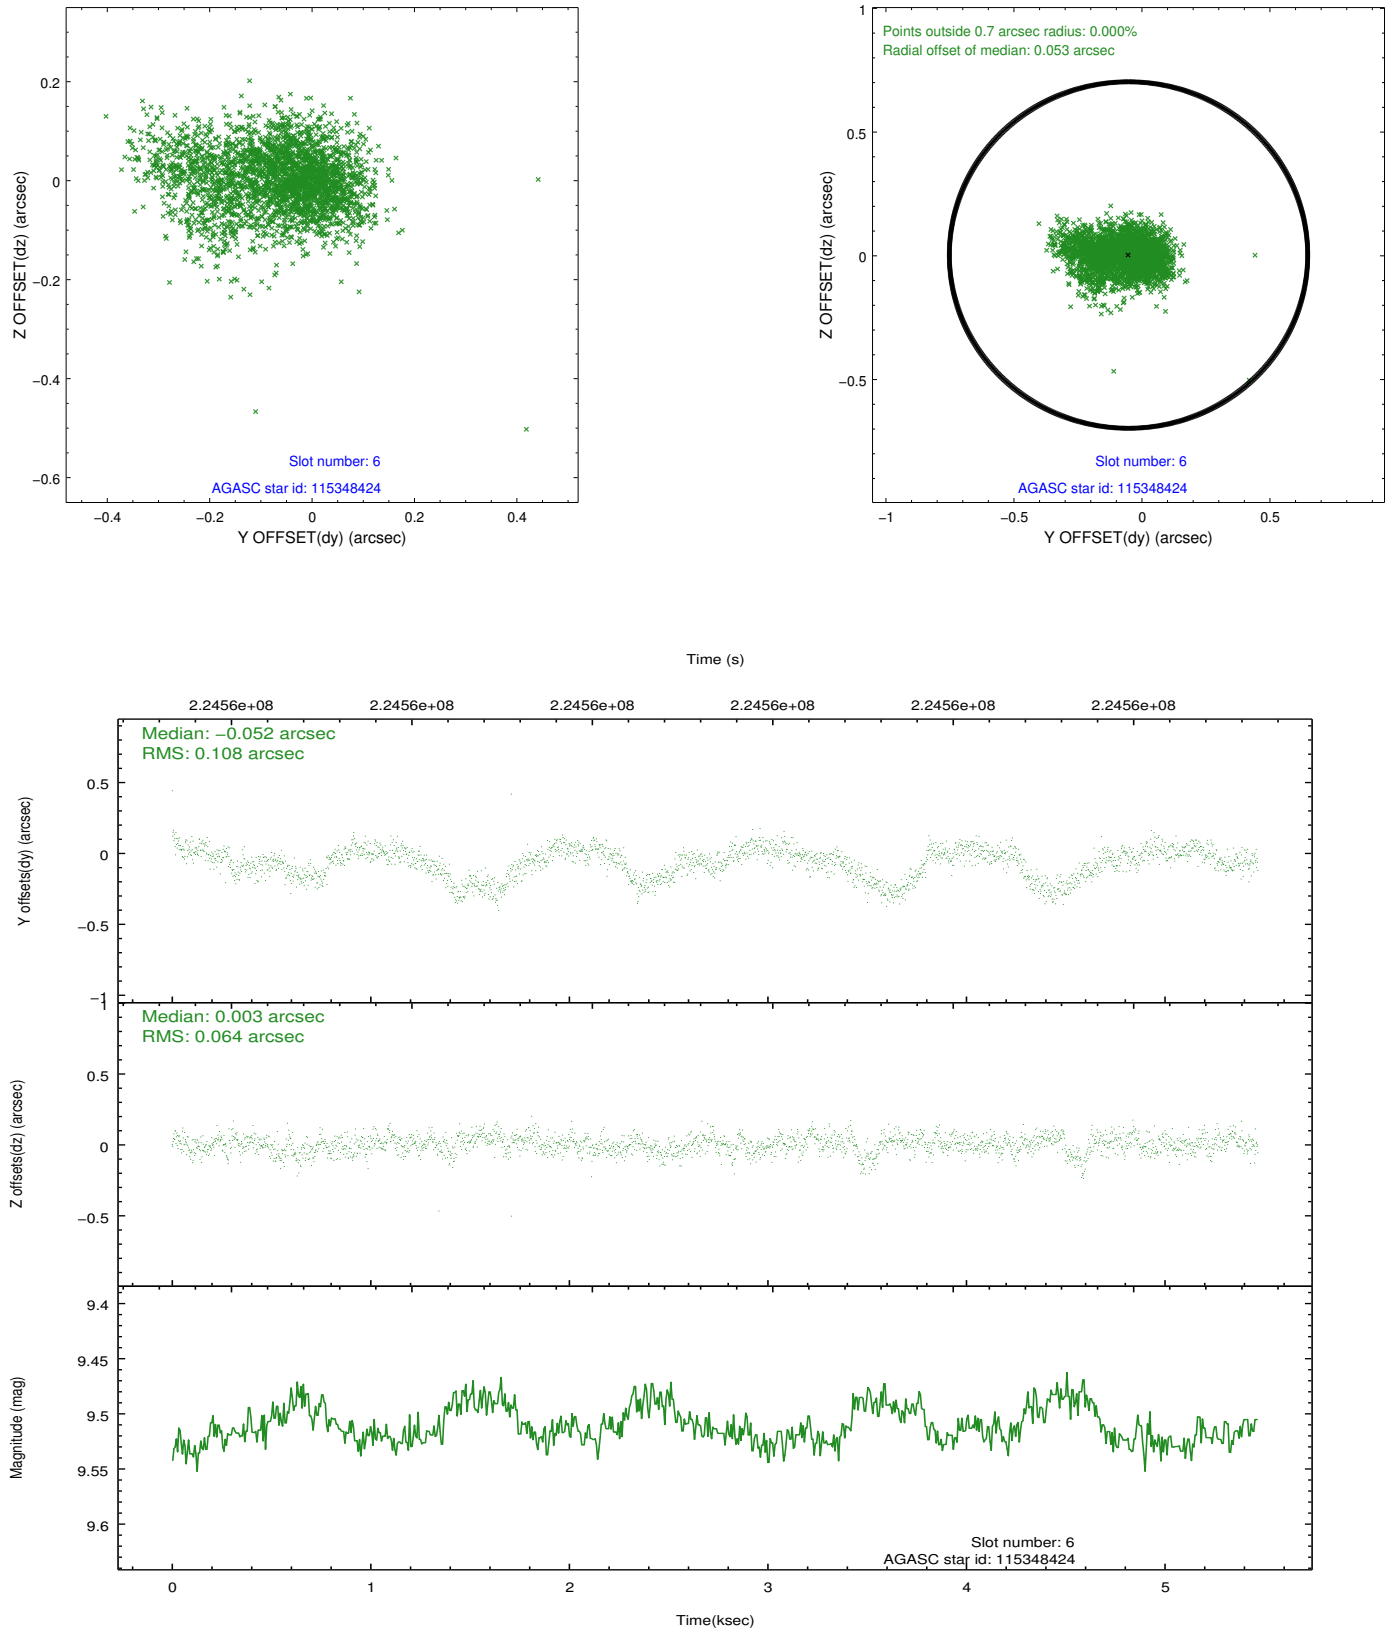 0.2
0
−0.2
−0.4
−0.6
Z OFFSET(dz) (arcsec)
Slot number: 6
AGASC star id: 115348424
−0.4 −0.2 0 0.2 0.4
Y OFFSET(dy) (arcsec)
1
0.5
0
−0.5
Z OFFSET(dz) (arcsec)
Points outside 0.7 arcsec radius: 0.000%
Radial offset of median: 0.053 arcsec
Slot number: 6
AGASC star id: 115348424
−1 −0.5 0 0.5
Y OFFSET(dy) (arcsec)
Time (s)
2.2456e+08 2.2456e+08 2.2456e+08 2.2456e+08 2.2456e+08 2.2456e+08
Median: −0.052 arcsec
RMS: 0.108 arcsec
0.5
0
−0.5
−1
Y offsets(dy) (arcsec)
Median: 0.003 arcsec
RMS: 0.064 arcsec
1
0.5
0
−0.5
Z offsets(dz) (arcsec)
9.4
9.45
9.5
9.55
9.6
Magnitude (mag)
Slot number: 6
AGASC star id: 115348424
0 1 2 3 4 5
Time(ksec)